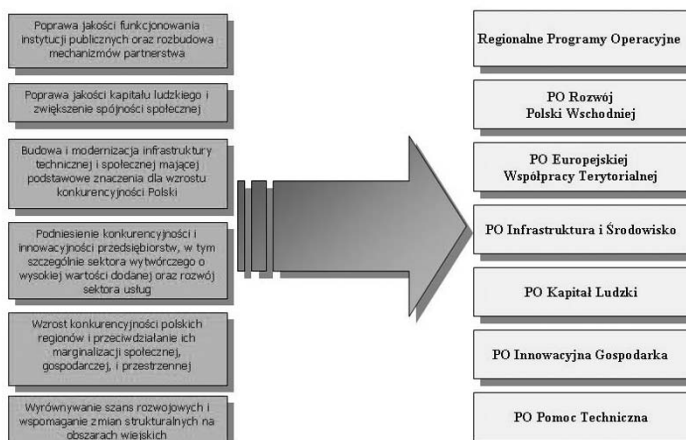 Poprawa jakości funkcjonowania
instytucji publicznych oraz rozbudowa
mechanizmów partnerstwa
Poprawa jakości kapitału ludzkiego i
zwiększenie spójności społecznej
Budowa i modernizacja infrastruktury
technicznej i społecznej mającej
podstawowe znaczenia dla wzrostu
konkurencyjności Polski
Podniesienie konkurencyjności i
innowacyjności przedsiębiorstw, w tym
szczególnie sektora wytwórczego o
wysokiej wartości dodanej oraz rozwój
sektora usług
Wzrost konkurencyjności polskich
regionów i przeciwdziałanie ich
marginalizacji społecznej,
gospodarczej, i przestrzennej
Wyrównywanie szans rozwojowych i
wspomaganie zmian strukturalnych na
obszarach wiejskich
Regionalne Programy Operacyjne
PO Rozwój
Polski Wschodniej
PO Europejskiej
Współpracy Terytorialnej
PO Infrastruktura i Środowisko
PO Kapitał Ludzki
PO Innowacyjna Gospodarka
PO Pomoc Techniczna